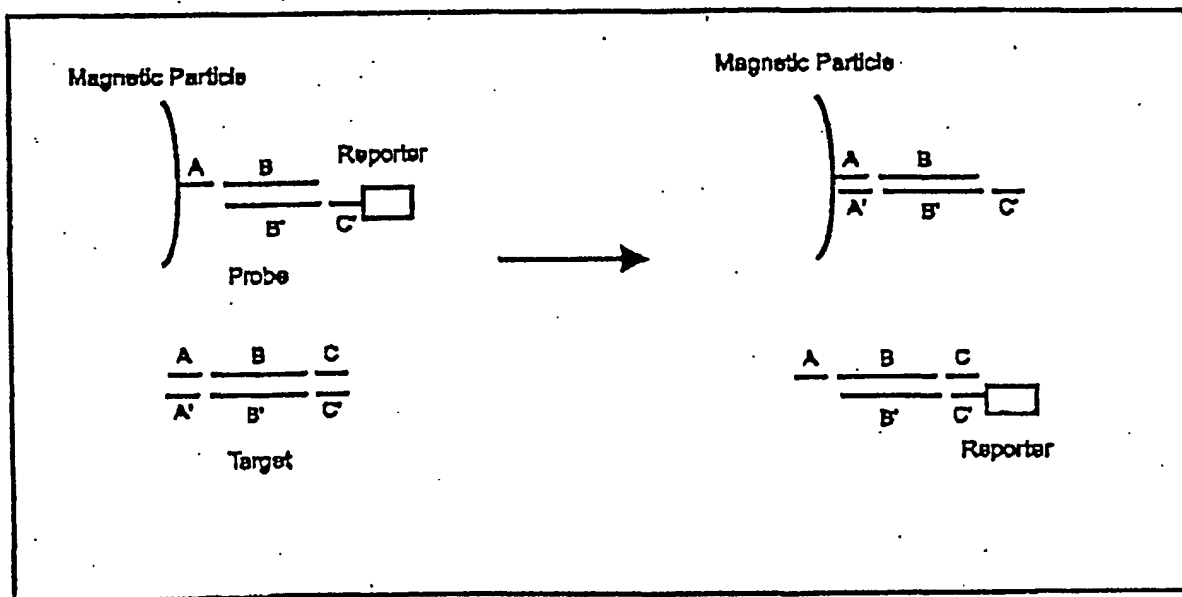 Magnetic Particle
A B Reporter
B' C'
Probe
A B C
A' B' C'
Target
Magnetic Particle
A B
A' B' C'
A B C
B' C'
Reporter